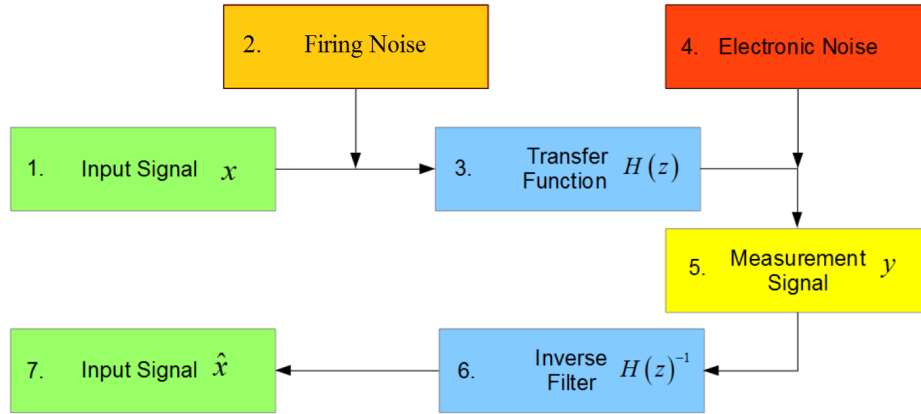 2. Firing Noise
4. Electronic Noise
1. Input Signal x
3. Transfer Function H(z)
5. Measurement Signal y
7. Input Signal x̂
6. Inverse Filter H(z)⁻¹